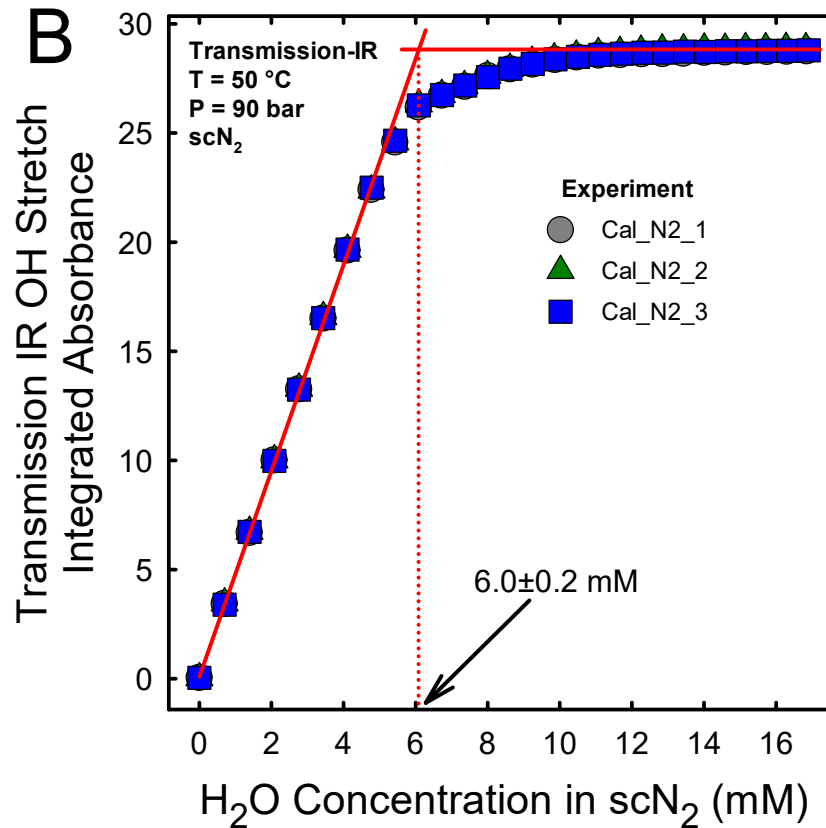 B
Transmission-IR
T = 50 °C
P = 90 bar
scN₂
Transmission IR OH Stretch
Integrated Absorbance
30
25
20
15
10
5
0
Experiment
Cal_N2_1
Cal_N2_2
Cal_N2_3
6.0±0.2 mM
0 2 4 6 8 10 12 14 16
H₂O Concentration in scN₂ (mM)